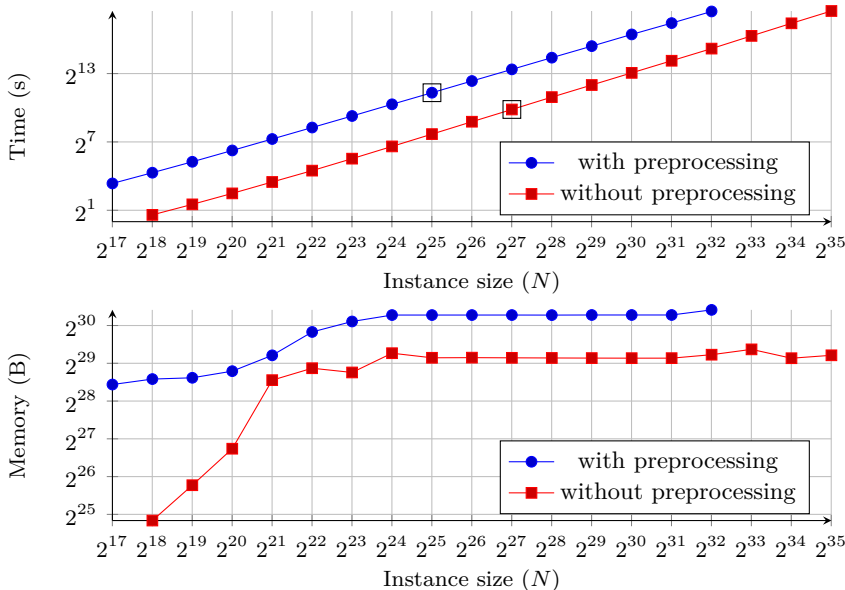 Time (s)
2^13
2^7
2^1
with preprocessing
without preprocessing
2^17 2^18 2^19 2^20 2^21 2^22 2^23 2^24 2^25 2^26 2^27 2^28 2^29 2^30 2^31 2^32 2^33 2^34 2^35
Instance size (N)
Memory (B)
2^30
2^29
2^28
2^27
2^26
2^25
with preprocessing
without preprocessing
2^17 2^18 2^19 2^20 2^21 2^22 2^23 2^24 2^25 2^26 2^27 2^28 2^29 2^30 2^31 2^32 2^33 2^34 2^35
Instance size (N)